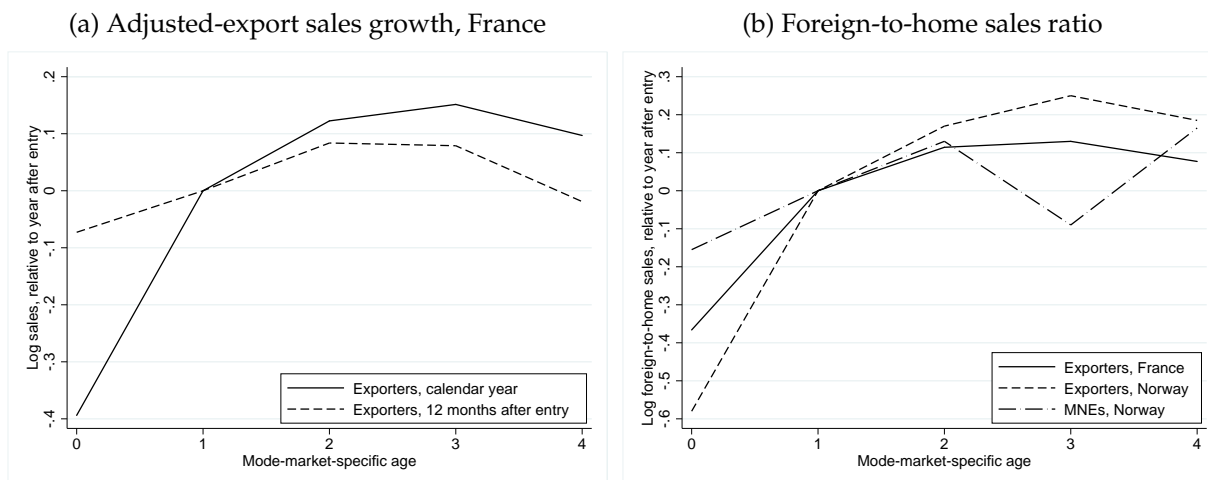 (a) Adjusted-export sales growth, France
Log sales, relative to year after entry
.2
.1
0
-.1
-.2
-.3
-.4
0 1 2 3 4
Mode-market-specific age
Exporters, calendar year
Exporters, 12 months after entry
(b) Foreign-to-home sales ratio
Log foreign-to-home sales, relative to year after entry
.3
.2
.1
0
-.1
-.2
-.3
-.4
-.5
-.6
0 1 2 3 4
Mode-market-specific age
Exporters, France
Exporters, Norway
MNEs, Norway